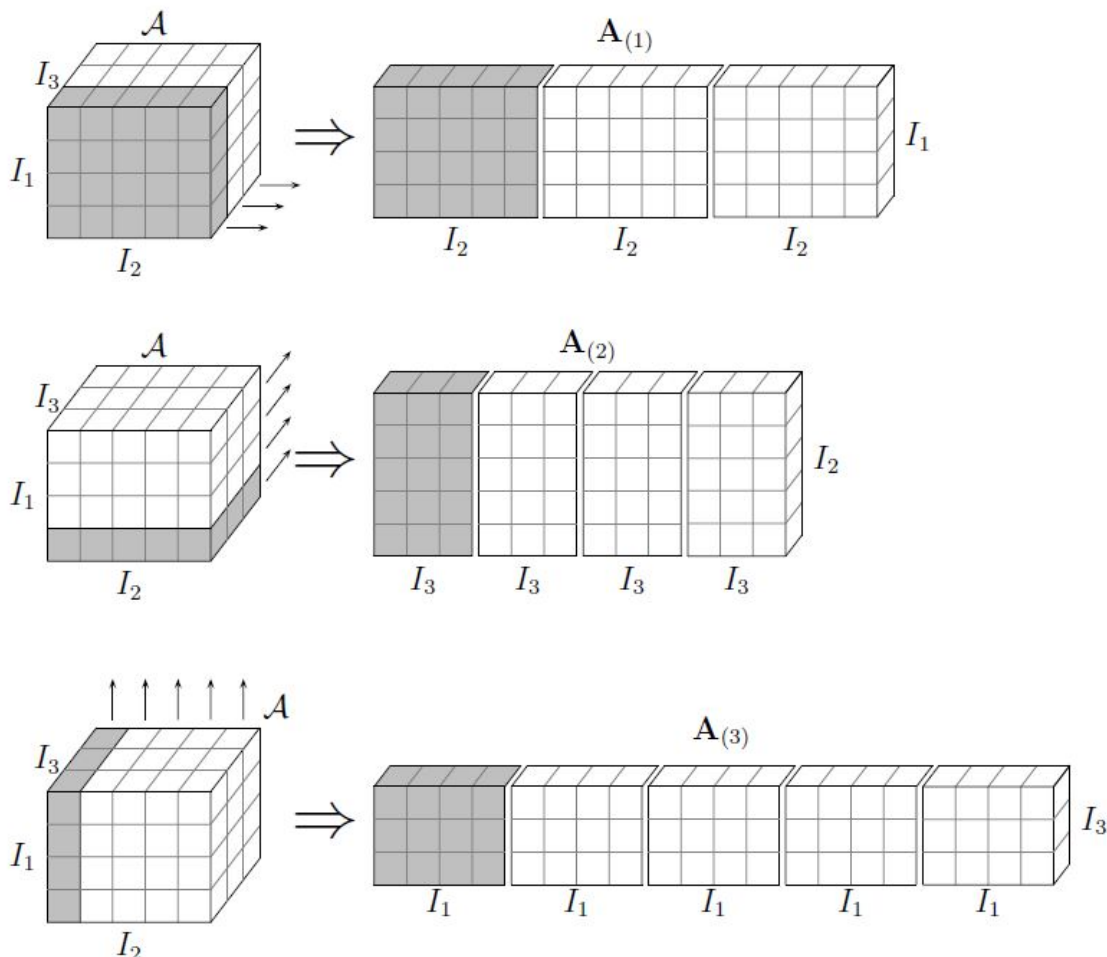 𝒜
𝐀₍₁₎
I₃
I₁
I₁
I₂
I₂ I₂ I₂
𝒜
𝐀₍₂₎
I₃
I₁
I₂
I₂
I₃ I₃ I₃ I₃
𝒜
𝐀₍₃₎
I₃
I₁
I₃
I₂
I₁ I₁ I₁ I₁ I₁